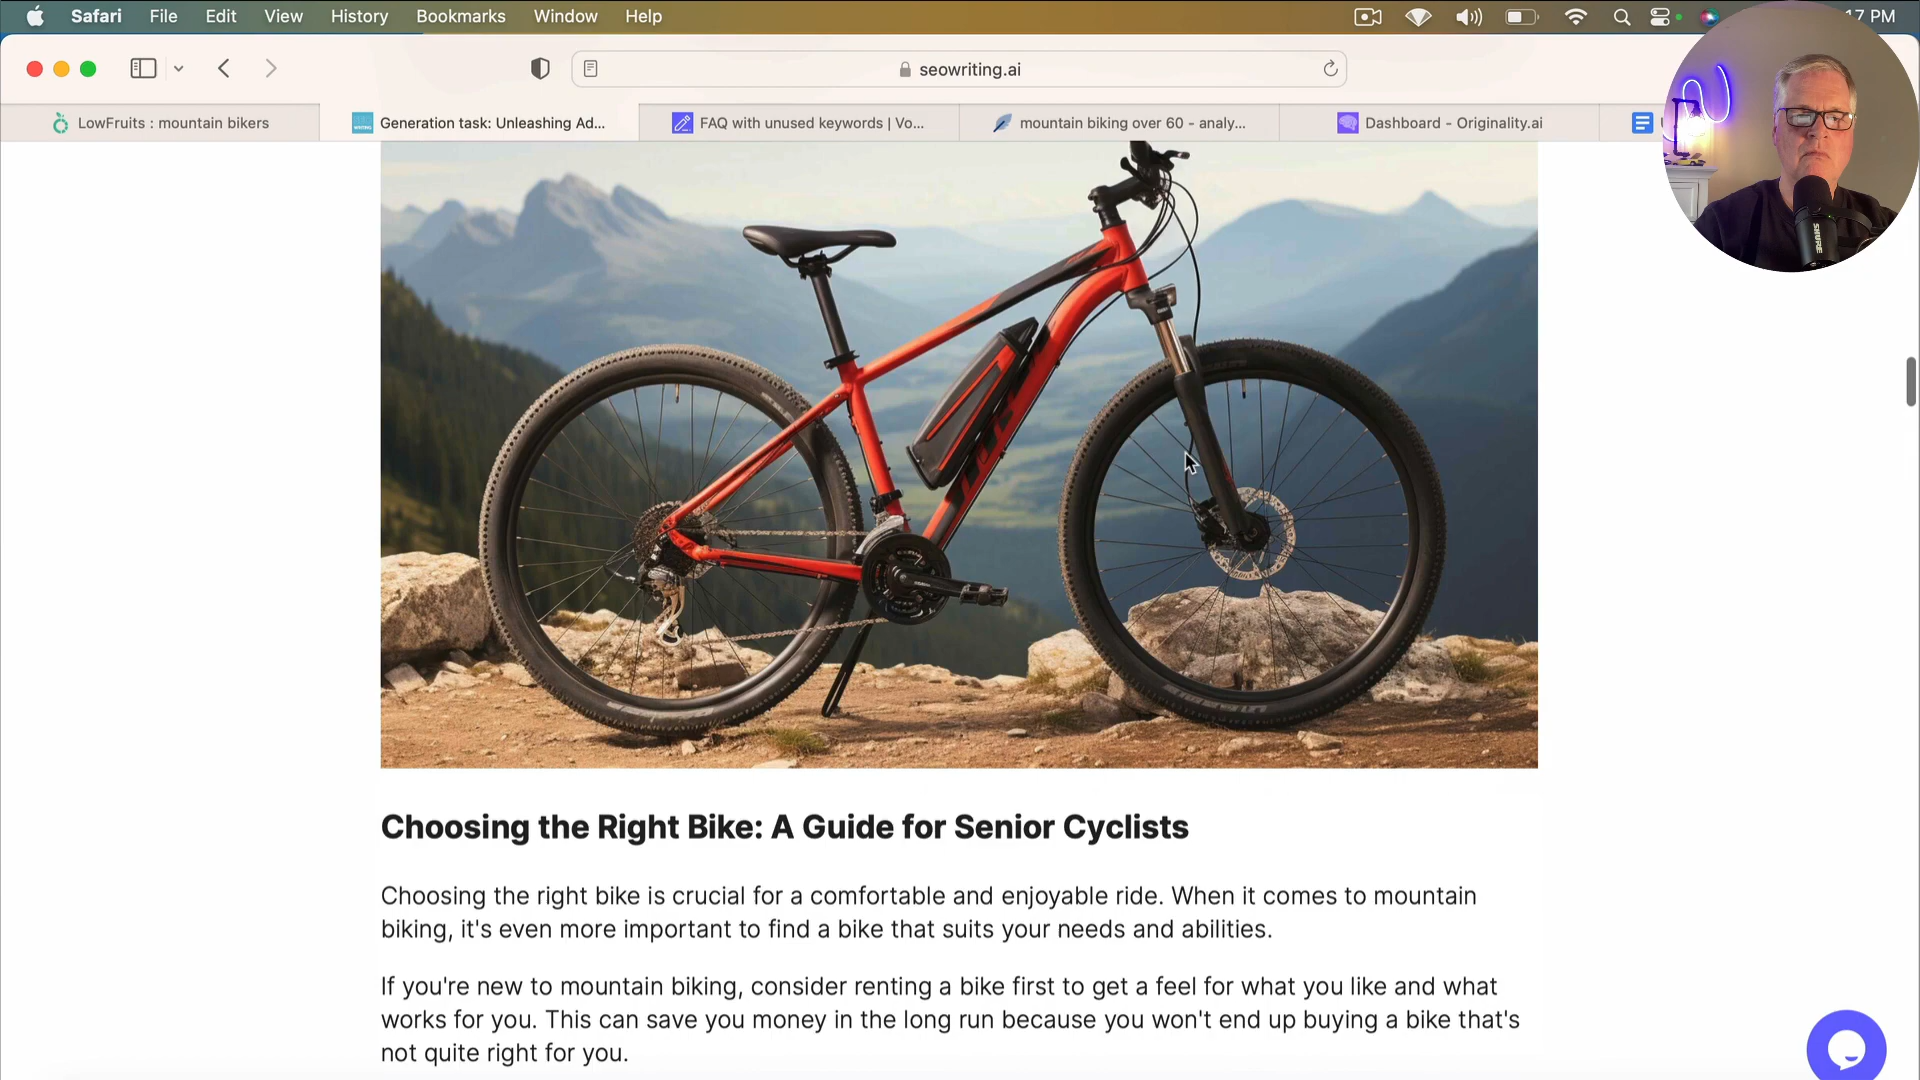 Safari File Edit View History Bookmarks Window Help 17 PM
seowriting.ai
LowFruits : mountain bikers
Generation task: Unleashing Ad...
FAQ with unused keywords | Vo...
mountain biking over 60 - analy...
Dashboard - Originality.ai
SHURE
Choosing the Right Bike: A Guide for Senior Cyclists
Choosing the right bike is crucial for a comfortable and enjoyable ride. When it comes to mountain
biking, it's even more important to find a bike that suits your needs and abilities.
If you're new to mountain biking, consider renting a bike first to get a feel for what you like and what
works for you. This can save you money in the long run because you won't end up buying a bike that's
not quite right for you.